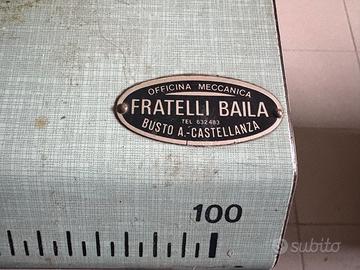 OFFICINA MECCANICA
FRATELLI BAILA
TEL 632483
BUSTO A.-CASTELLANZA
100
subito